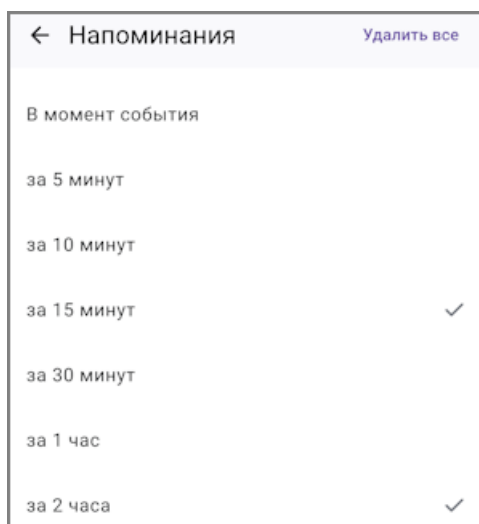 Напоминания Удалить все
В момент события
за 5 минут
за 10 минут
за 15 минут
за 30 минут
за 1 час
за 2 часа